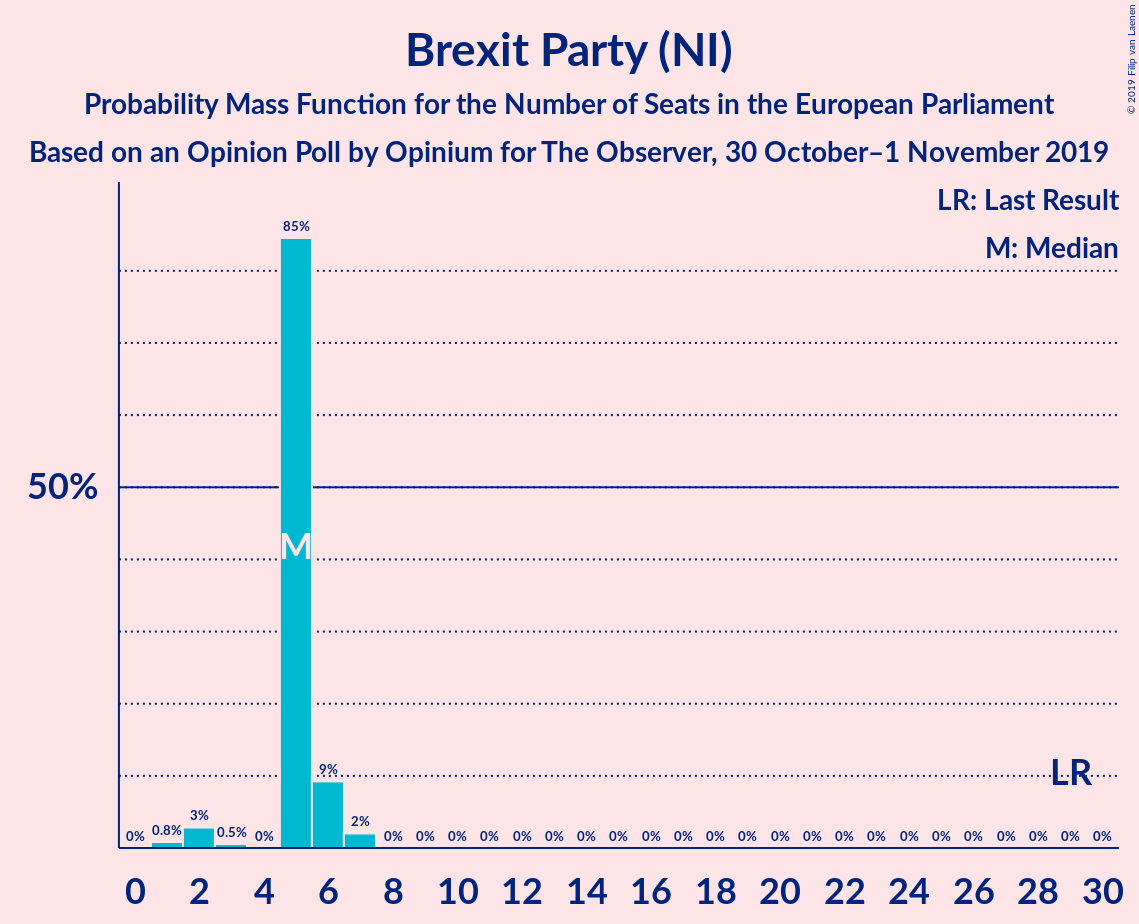 Brexit Party (NI)
Probability Mass Function for the Number of Seats in the European Parliament
Based on an Opinion Poll by Opinium for The Observer, 30 October–1 November 2019
© 2019 Filip van Laenen
LR: Last Result
M: Median
85%
50%
M
LR
0% 0.8% 3% 0.5% 0% 9% 2% 0% 0% 0% 0% 0% 0% 0% 0% 0% 0% 0% 0% 0% 0% 0% 0% 0% 0% 0% 0% 0% 0% 0%
0 2 4 6 8 10 12 14 16 18 20 22 24 26 28 30